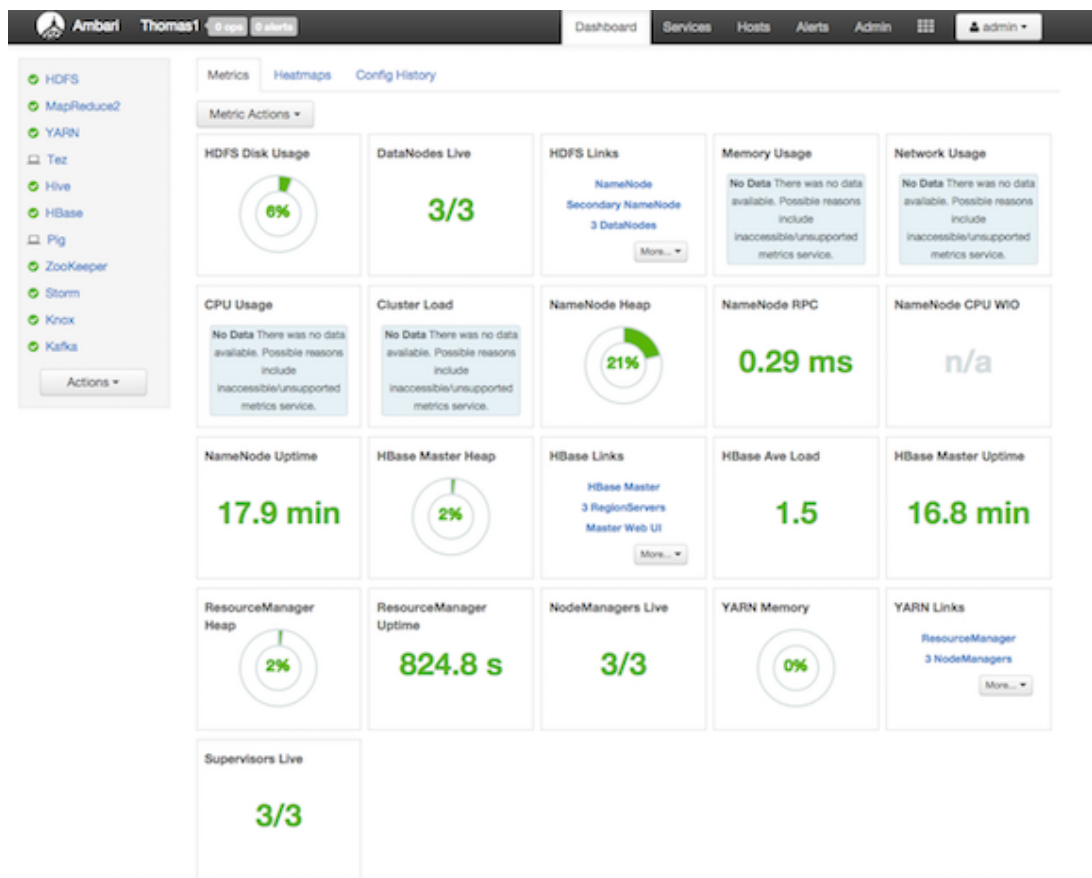 Ambari Thomas1 0 ops 0 alerts Dashboard Services Hosts Alerts Admin admin
HDFS
MapReduce2
YARN
Tez
Hive
HBase
Pig
ZooKeeper
Storm
Knox
Kafka
Actions
Metrics Heatmaps Config History
Metric Actions
HDFS Disk Usage
6%
DataNodes Live
3/3
HDFS Links
NameNode
Secondary NameNode
3 DataNodes
More...
Memory Usage
No Data There was no data
available. Possible reasons
include
inaccessible/unsupported
metrics service.
Network Usage
No Data There was no data
available. Possible reasons
include
inaccessible/unsupported
metrics service.
CPU Usage
No Data There was no data
available. Possible reasons
include
inaccessible/unsupported
metrics service.
Cluster Load
No Data There was no data
available. Possible reasons
include
inaccessible/unsupported
metrics service.
NameNode Heap
21%
NameNode RPC
0.29 ms
NameNode CPU WIO
n/a
NameNode Uptime
17.9 min
HBase Master Heap
2%
HBase Links
HBase Master
3 RegionServers
Master Web UI
More...
HBase Ave Load
1.5
HBase Master Uptime
16.8 min
ResourceManager
Heap
2%
ResourceManager
Uptime
824.8 s
NodeManagers Live
3/3
YARN Memory
0%
YARN Links
ResourceManager
3 NodeManagers
More...
Supervisors Live
3/3